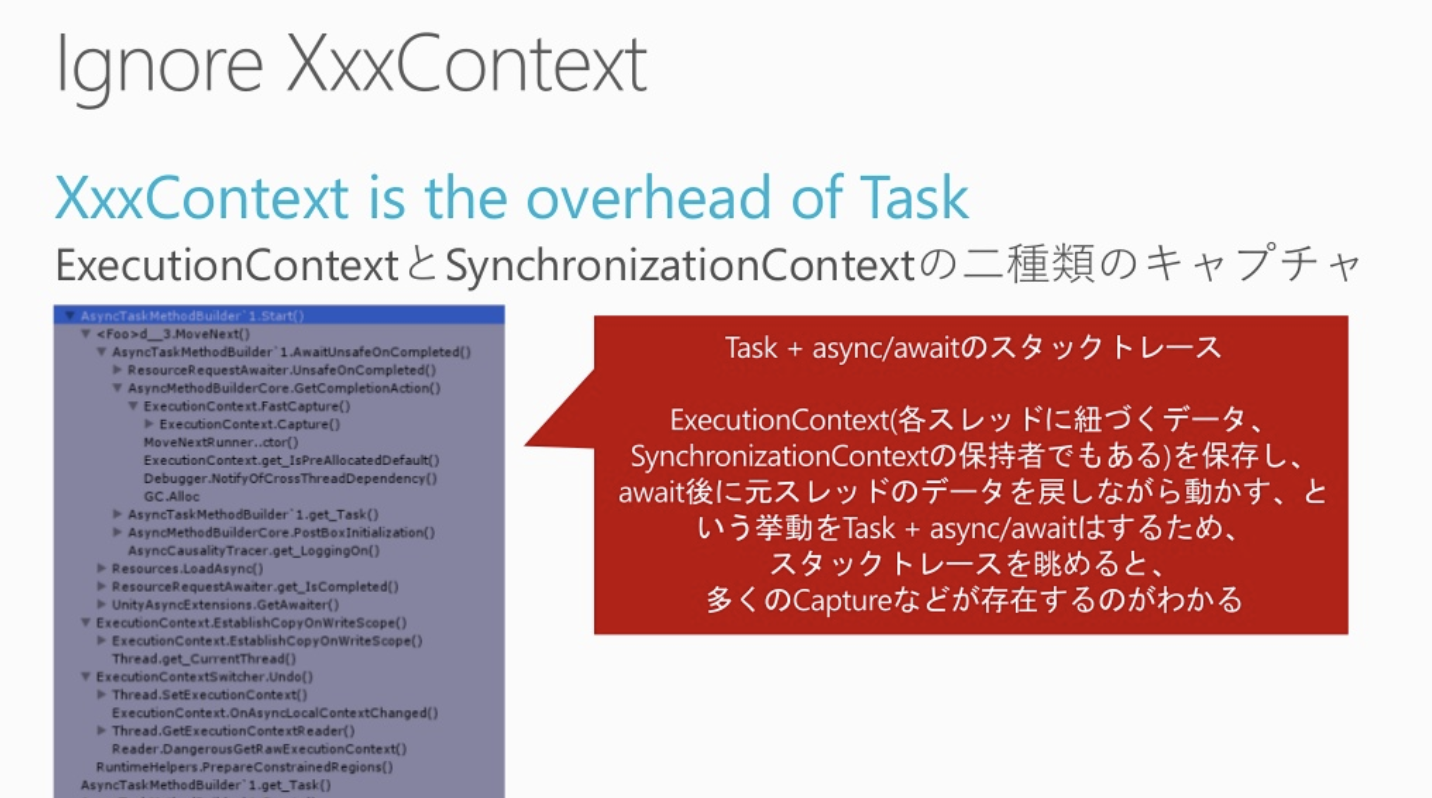 Ignore XxxContext
XxxContext is the overhead of Task
ExecutionContextとSynchronizationContextの二種類のキャプチャ
AsyncTaskMethodBuilder`1.Start()
<Foo>d__3.MoveNext()
AsyncTaskMethodBuilder`1.AwaitUnsafeOnCompleted()
ResourceRequestAwaiter.UnsafeOnCompleted()
AsyncMethodBuilderCore.GetCompletionAction()
ExecutionContext.FastCapture()
ExecutionContext.Capture()
MoveNextRunner..ctor()
ExecutionContext.get_IsPreAllocatedDefault()
Debugger.NotifyOfCrossThreadDependency()
GC.Alloc
AsyncTaskMethodBuilder`1.get_Task()
AsyncMethodBuilderCore.PostBoxInitialization()
AsyncCausalityTracer.get_LoggingOn()
Resources.LoadAsync()
ResourceRequestAwaiter.get_IsCompleted()
UnityAsyncExtensions.GetAwaiter()
ExecutionContext.EstablishCopyOnWriteScope()
ExecutionContext.EstablishCopyOnWriteScope()
Thread.get_CurrentThread()
ExecutionContextSwitcher.Undo()
Thread.SetExecutionContext()
ExecutionContext.OnAsyncLocalContextChanged()
Thread.GetExecutionContextReader()
Reader.DangerousGetRawExecutionContext()
RuntimeHelpers.PrepareConstrainedRegions()
AsyncTaskMethodBuilder`1.get_Task()
Task + async/awaitのスタックトレース
ExecutionContext(各スレッドに紐づくデータ、
SynchronizationContextの保持者でもある)を保存し、
await後に元スレッドのデータを戻しながら動かす、と
いう挙動をTask + async/awaitはするため、
スタックトレースを眺めると、
多くのCaptureなどが存在するのがわかる